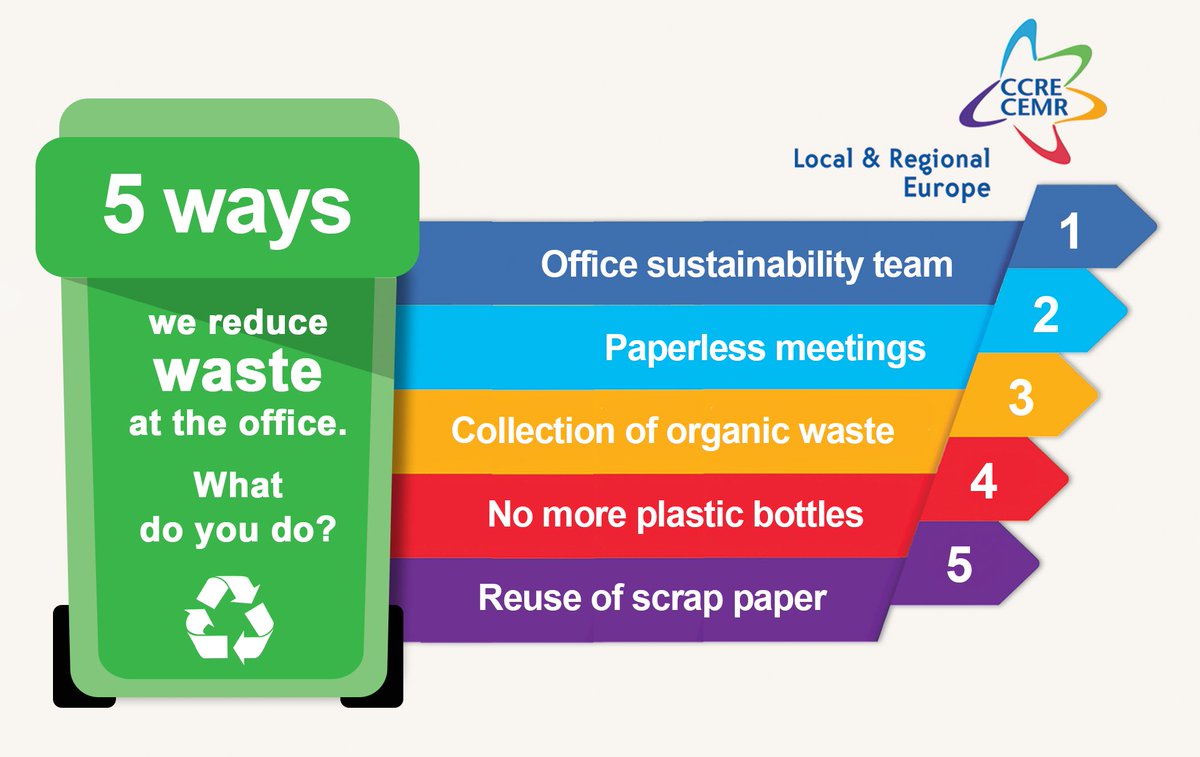 CCRE
CEMR
Local & Regional
Europe
5 ways
we reduce
waste
at the office.
What
do you do?
Office sustainability team
1
Paperless meetings
2
Collection of organic waste
3
No more plastic bottles
4
Reuse of scrap paper
5